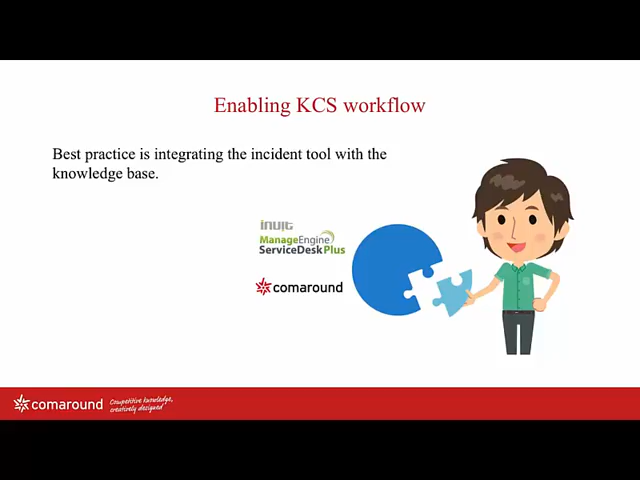 Enabling KCS workflow
Best practice is integrating the incident tool with the
knowledge base.
inuit
ManageEngine
ServiceDesk Plus
comaround
comaround
Competitive knowledge,
creatively designed